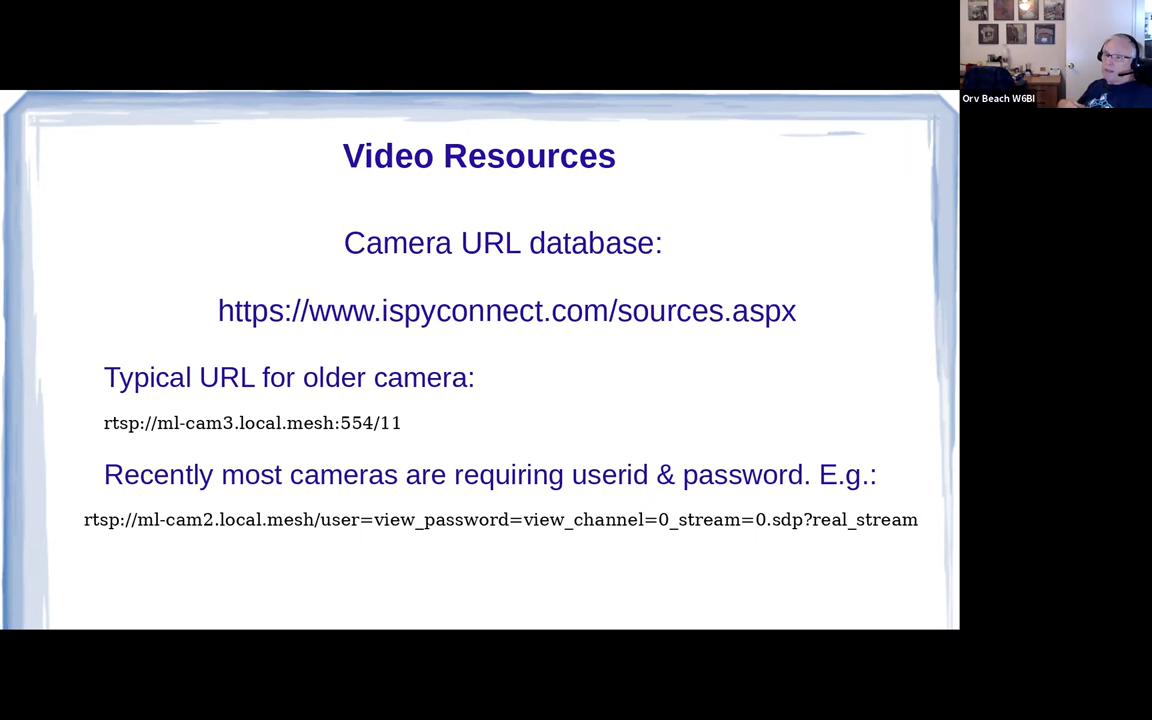 Orv Beach W6BI
Video Resources
Camera URL database:
https://www.ispyconnect.com/sources.aspx
Typical URL for older camera:
rtsp://ml-cam3.local.mesh:554/11
Recently most cameras are requiring userid & password. E.g.:
rtsp://ml-cam2.local.mesh/user=view_password=view_channel=0_stream=0.sdp?real_stream